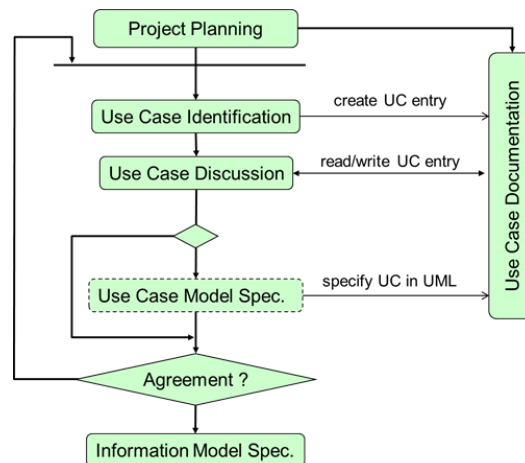 Project Planning
Use Case Identification
create UC entry
Use Case Discussion
read/write UC entry
Use Case Model Spec.
specify UC in UML
Use Case Documentation
Agreement ?
Information Model Spec.